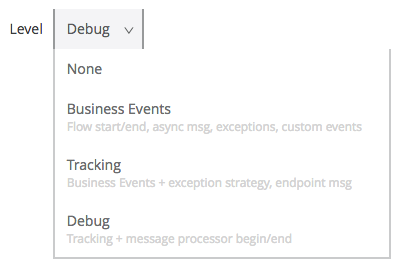 Level Debug
None
Business Events
Flow start/end, async msg, exceptions, custom events
Tracking
Business Events + exception strategy, endpoint msg
Debug
Tracking + message processor begin/end